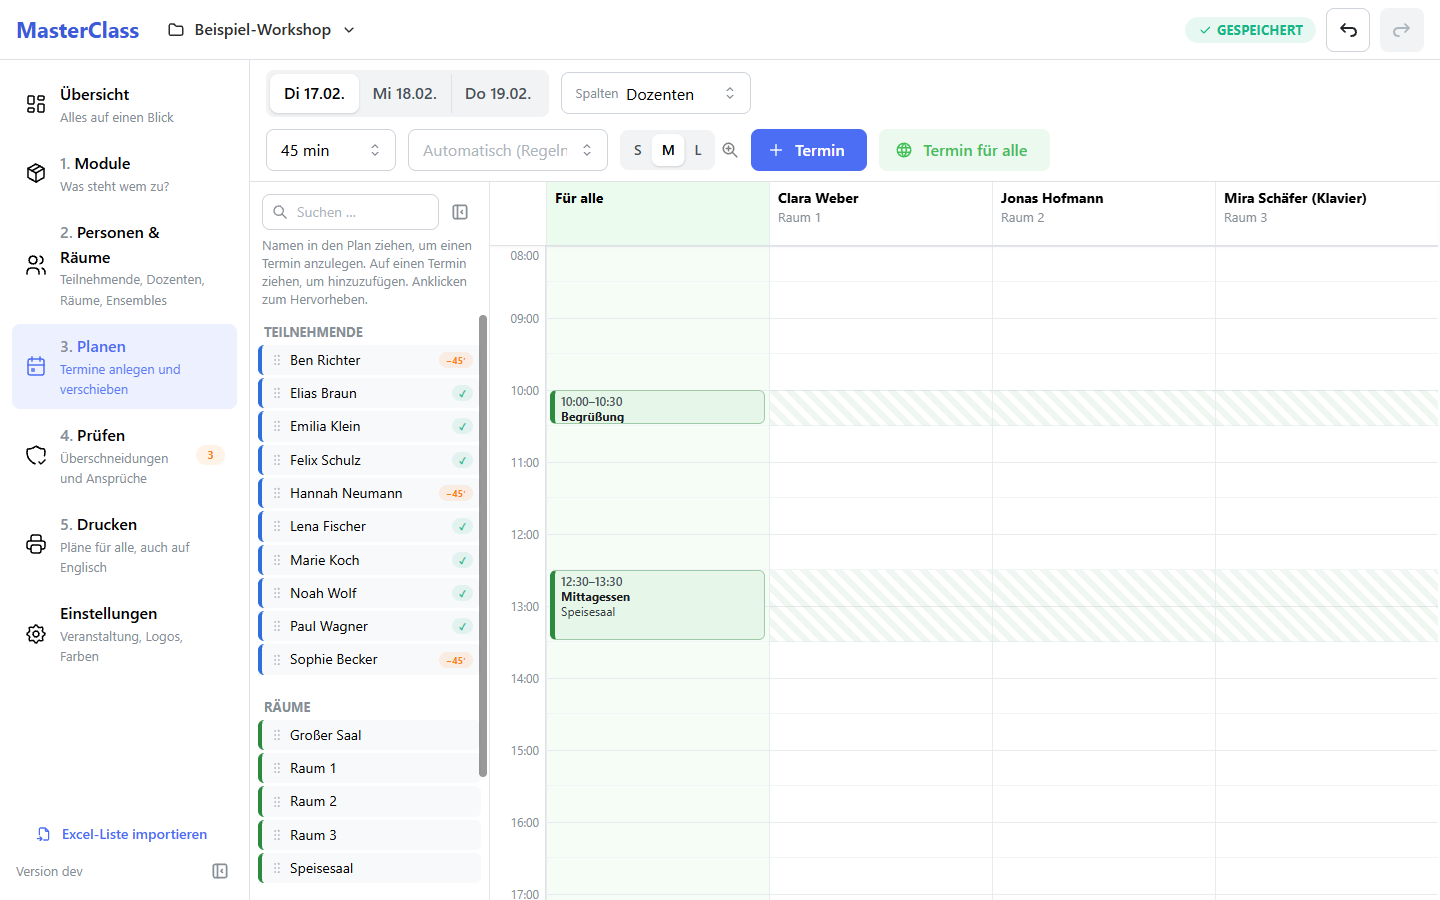 MasterClass
Beispiel-Workshop
GESPEICHERT
Übersicht
Alles auf einen Blick
1. Module
Was steht wem zu?
2. Personen &
Räume
Teilnehmende, Dozenten,
Räume, Ensembles
3. Planen
Termine anlegen und
verschieben
4. Prüfen
Überschneidungen
und Ansprüche
3
5. Drucken
Pläne für alle, auch auf
Englisch
Einstellungen
Veranstaltung, Logos,
Farben
Excel-Liste importieren
Version dev
Di 17.02.
Mi 18.02.
Do 19.02.
Spalten Dozenten
45 min
Automatisch (Regeln
S
M
L
Termin
Termin für alle
Suchen ...
Namen in den Plan ziehen, um einen
Termin anzulegen. Auf einen Termin
ziehen, um hinzuzufügen. Anklicken
zum Hervorheben.
TEILNEHMENDE
Ben Richter −45'
Elias Braun ✓
Emilia Klein ✓
Felix Schulz ✓
Hannah Neumann −45'
Lena Fischer ✓
Marie Koch ✓
Noah Wolf ✓
Paul Wagner ✓
Sophie Becker −45'
RÄUME
Großer Saal
Raum 1
Raum 2
Raum 3
Speisesaal
Für alle
Clara Weber
Raum 1
Jonas Hofmann
Raum 2
Mira Schäfer (Klavier)
Raum 3
08:00
09:00
10:00
11:00
12:00
13:00
14:00
15:00
16:00
17:00
10:00–10:30
Begrüßung
12:30–13:30
Mittagessen
Speisesaal